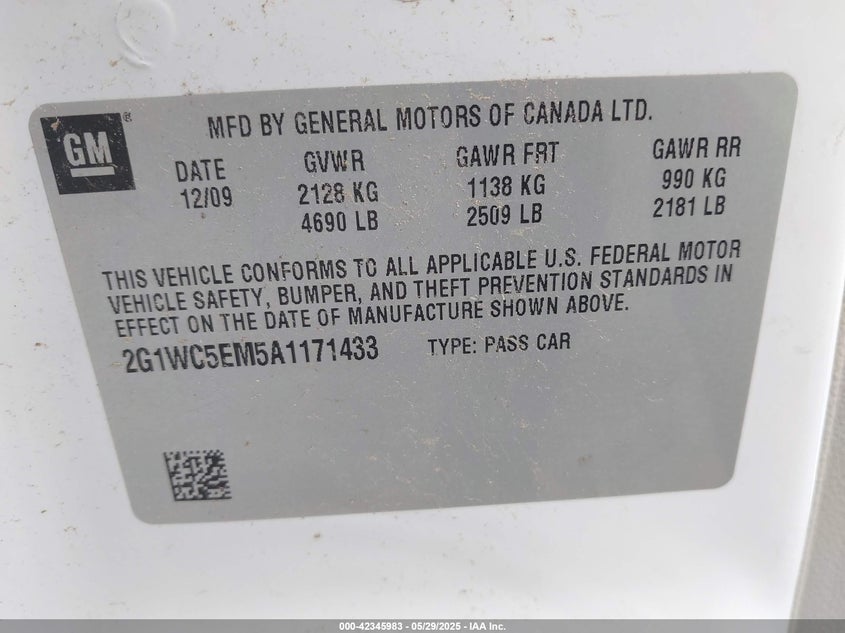 GM®
MFD BY GENERAL MOTORS OF CANADA LTD.
DATE GVWR GAWR FRT GAWR RR
12/09 2128 KG 1138 KG 990 KG
4690 LB 2509 LB 2181 LB
THIS VEHICLE CONFORMS TO ALL APPLICABLE U.S. FEDERAL MOTOR
VEHICLE SAFETY, BUMPER, AND THEFT PREVENTION STANDARDS IN
EFFECT ON THE DATE OF MANUFACTURE SHOWN ABOVE.
2G1WC5EM5A1171433 TYPE: PASS CAR
000-42345983 - 05/29/2025 - IAA Inc.